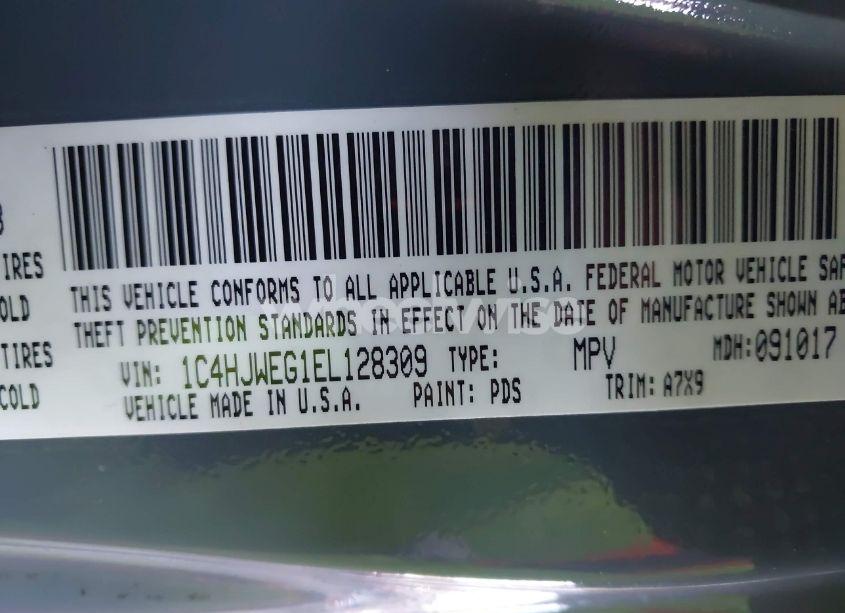 IRES
OLD
TIRES
COLD
THIS VEHICLE CONFORMS TO ALL APPLICABLE U.S.A. FEDERAL MOTOR VEHICLE SAF
THEFT PREVENTION STANDARDS IN EFFECT ON THE DATE OF MANUFACTURE SHOWN AB
VIN: 1C4HJWEG1EL128309 TYPE: MPV MDH:091017
VEHICLE MADE IN U.S.A. PAINT: PDS TRIM: A7X9